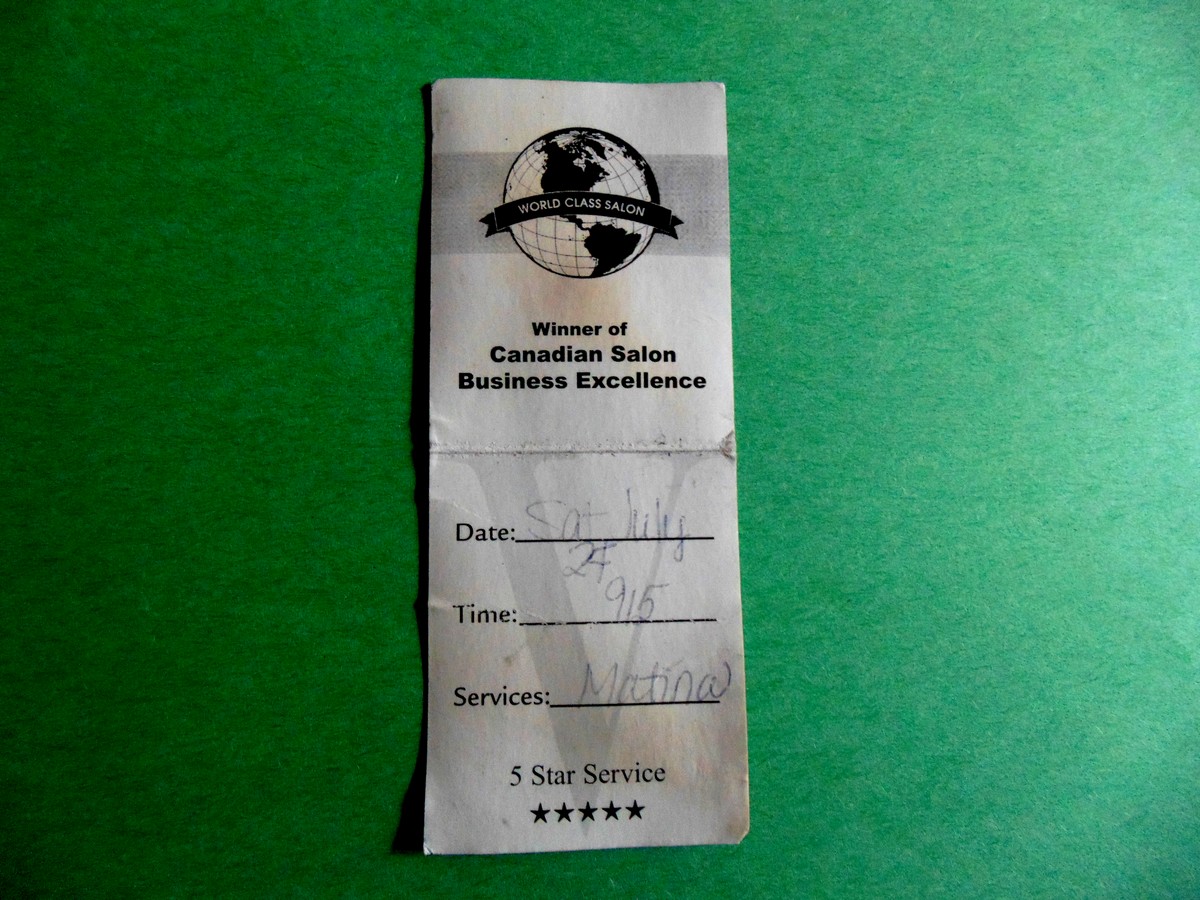 WORLD CLASS SALON
Winner of
Canadian Salon
Business Excellence
Date: Sat July
24
Time: 915
Services: Matina
5 Star Service
★★★★★